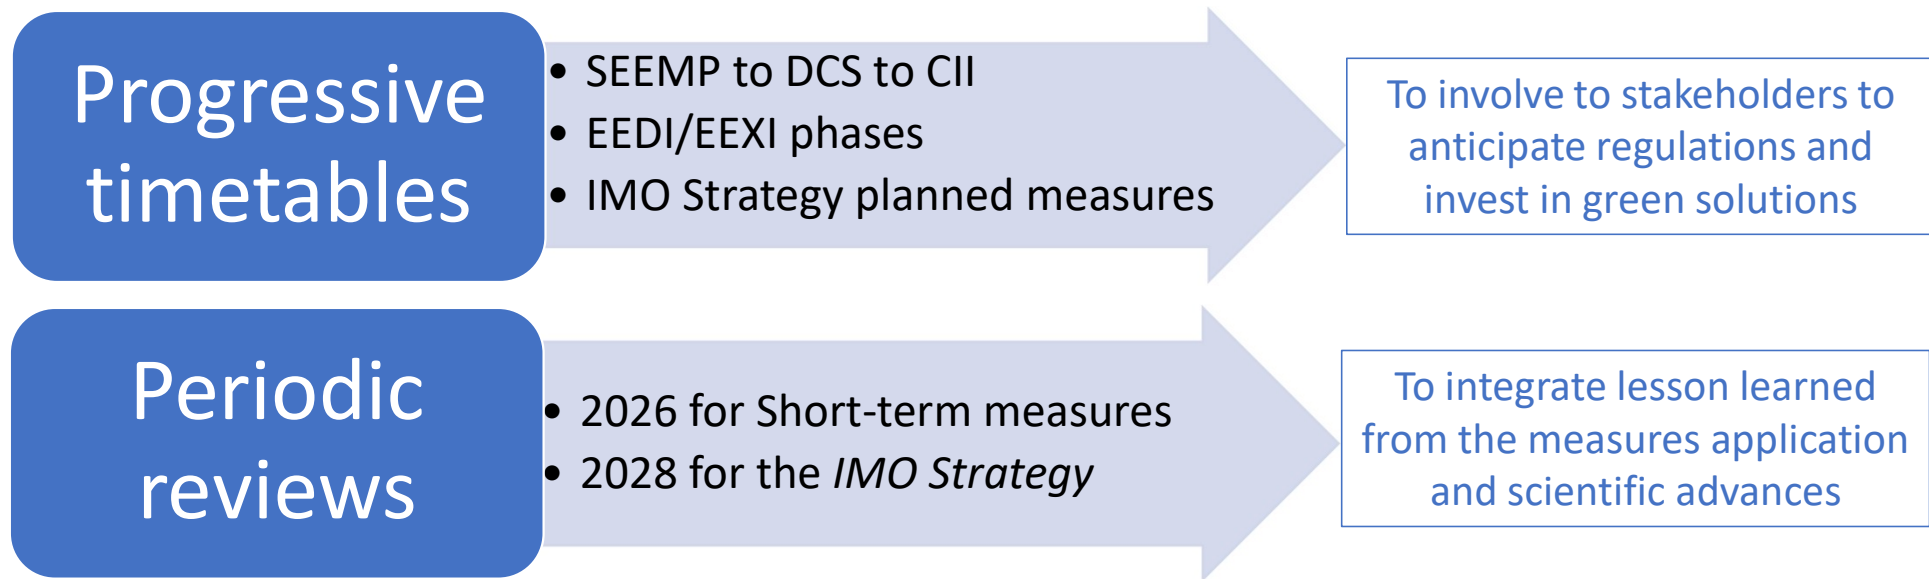 Progressive
timetables
• SEEMP to DCS to CII
• EEDI/EEXI phases
• IMO Strategy planned measures
To involve to stakeholders to
anticipate regulations and
invest in green solutions
Periodic
reviews
• 2026 for Short-term measures
• 2028 for the IMO Strategy
To integrate lesson learned
from the measures application
and scientific advances